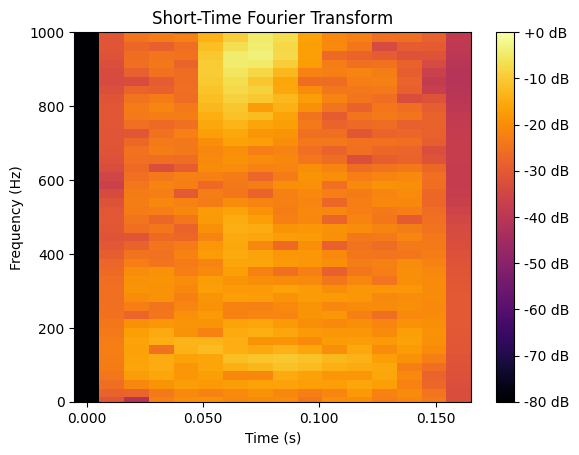 Short-Time Fourier Transform
Frequency (Hz)
1000
800
600
400
200
0
0.000
0.050
0.100
0.150
Time (s)
+0 dB
-10 dB
-20 dB
-30 dB
-40 dB
-50 dB
-60 dB
-70 dB
-80 dB